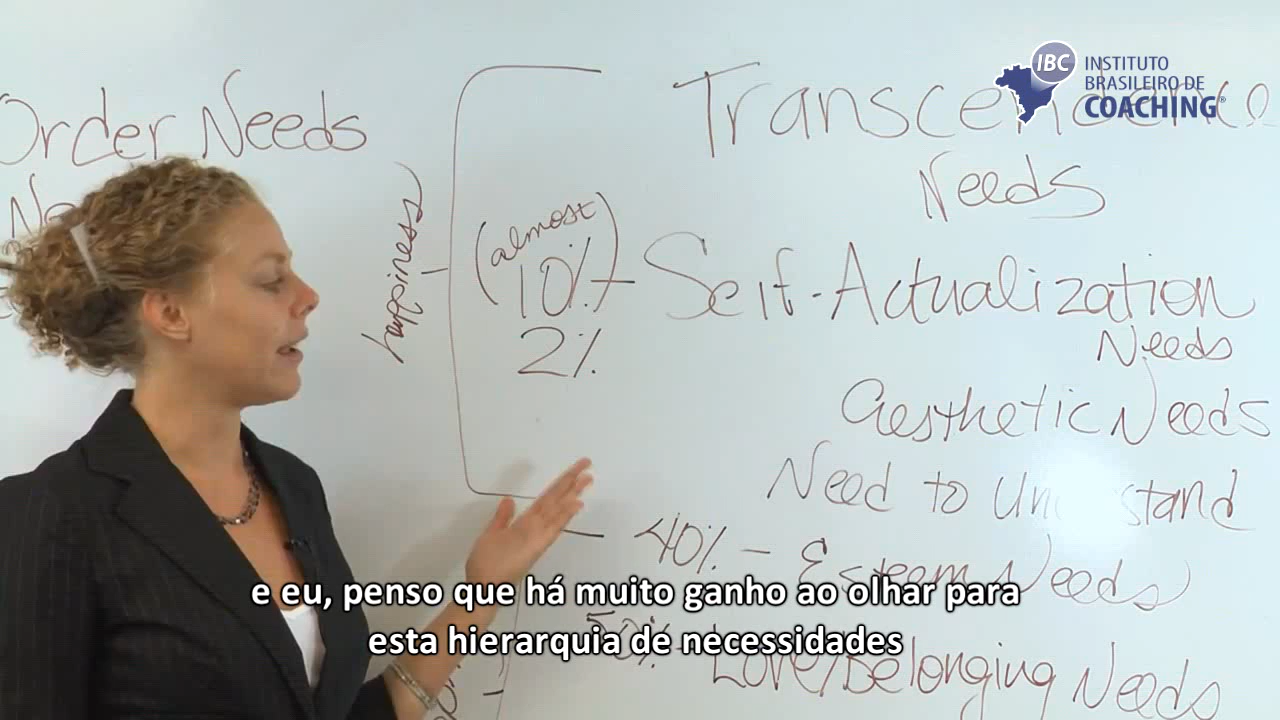 IBC
INSTITUTO
BRASILEIRO DE
COACHING®
Order Needs
Transcendence
Needs
happiness
(almost
10%) - Self-Actualization
Needs
2%
aesthetic Needs
Need to Understand
40% - Esteem Needs
50% - Love/Belonging Needs
e eu, penso que há muito ganho ao olhar para
esta hierarquia de necessidades